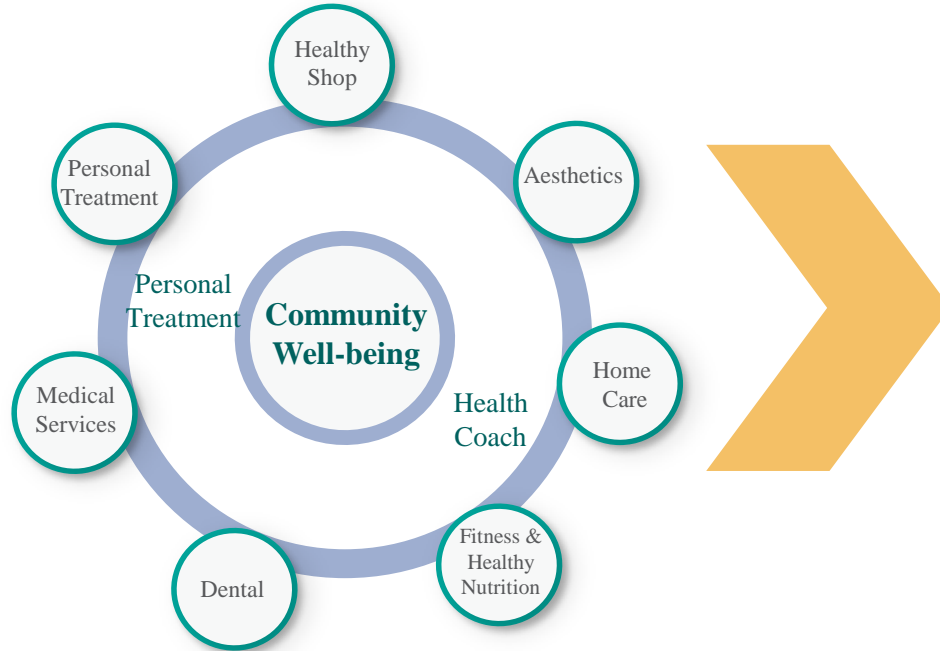 Healthy
Shop
Personal
Treatment
Aesthetics
Personal
Treatment
Community
Well-being
Home
Care
Medical
Services
Health
Coach
Fitness &
Healthy
Nutrition
Dental